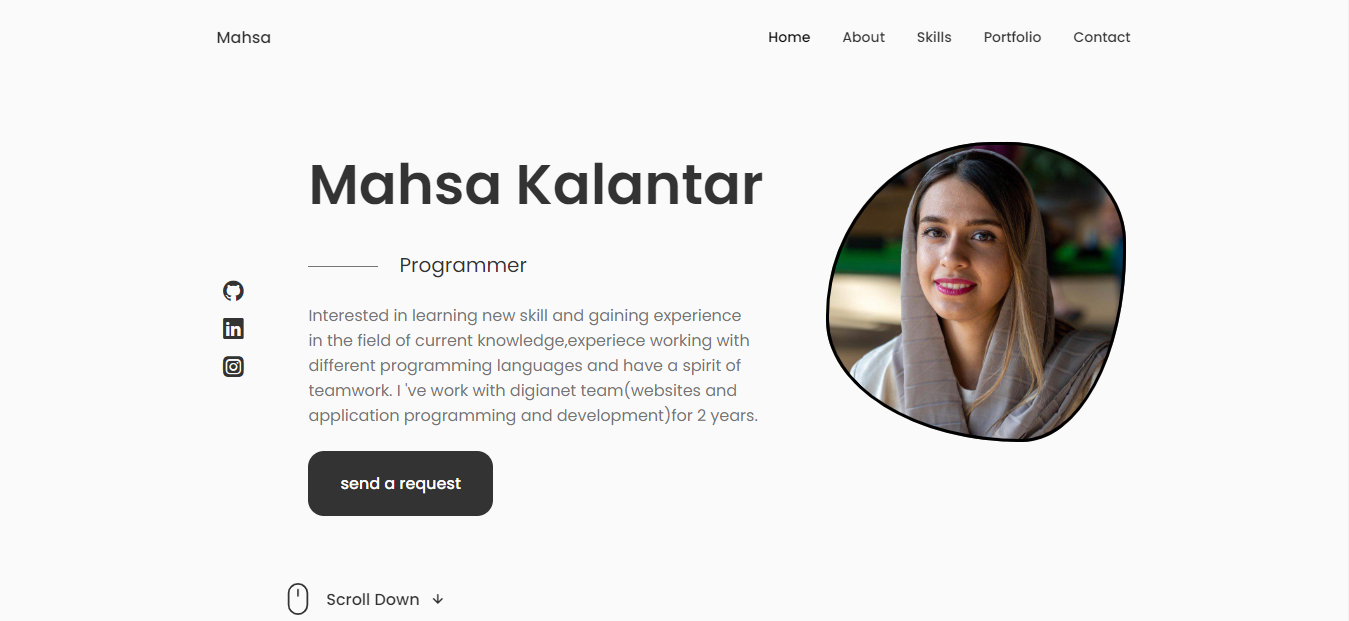 Mahsa
Home About Skills Portfolio Contact
Mahsa Kalantar
Programmer
Interested in learning new skill and gaining experience
in the field of current knowledge,experiece working with
different programming languages and have a spirit of
teamwork. I 've work with digianet team(websites and
application programming and development)for 2 years.
send a request
Scroll Down